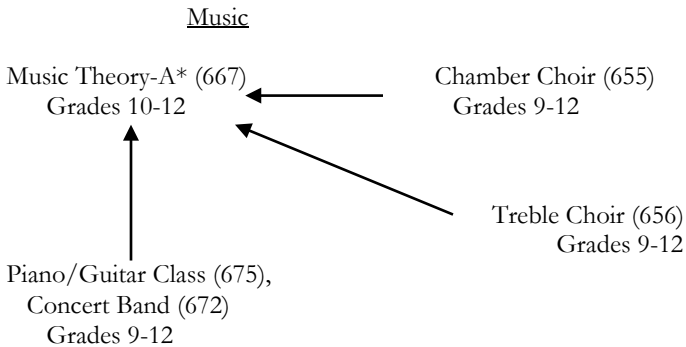 Music
Music Theory-A* (667)
Grades 10-12
Chamber Choir (655)
Grades 9-12
Treble Choir (656)
Grades 9-12
Piano/Guitar Class (675),
Concert Band (672)
Grades 9-12